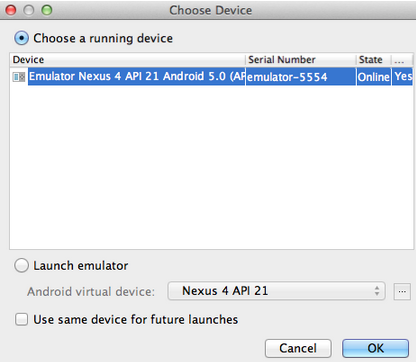 Choose Device
Choose a running device
Device Serial Number State ...
Emulator Nexus 4 API 21 Android 5.0 (AP emulator-5554 Online Yes
Launch emulator
Android virtual device: Nexus 4 API 21 ...
Use same device for future launches
Cancel OK